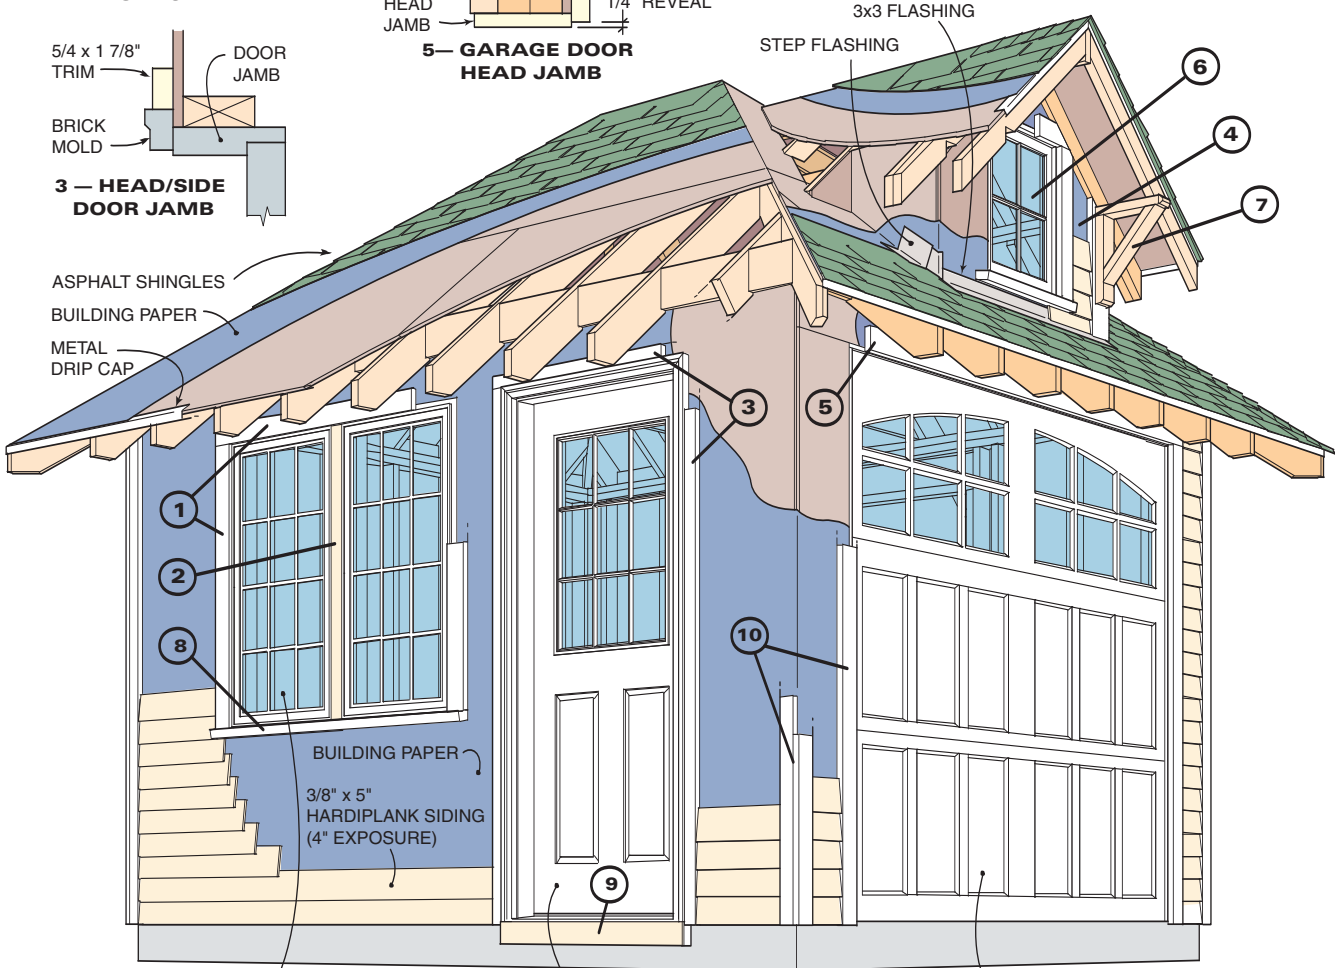 HEAD
JAMB
1/4" REVEAL
5— GARAGE DOOR
HEAD JAMB
5/4 x 1 7/8"
TRIM
DOOR
JAMB
BRICK
MOLD
3 — HEAD/SIDE
DOOR JAMB
3x3 FLASHING
STEP FLASHING
6
4
7
ASPHALT SHINGLES
BUILDING PAPER
METAL
DRIP CAP
3
5
1
2
8
10
BUILDING PAPER
3/8" x 5"
HARDIPLANK SIDING
(4" EXPOSURE)
9